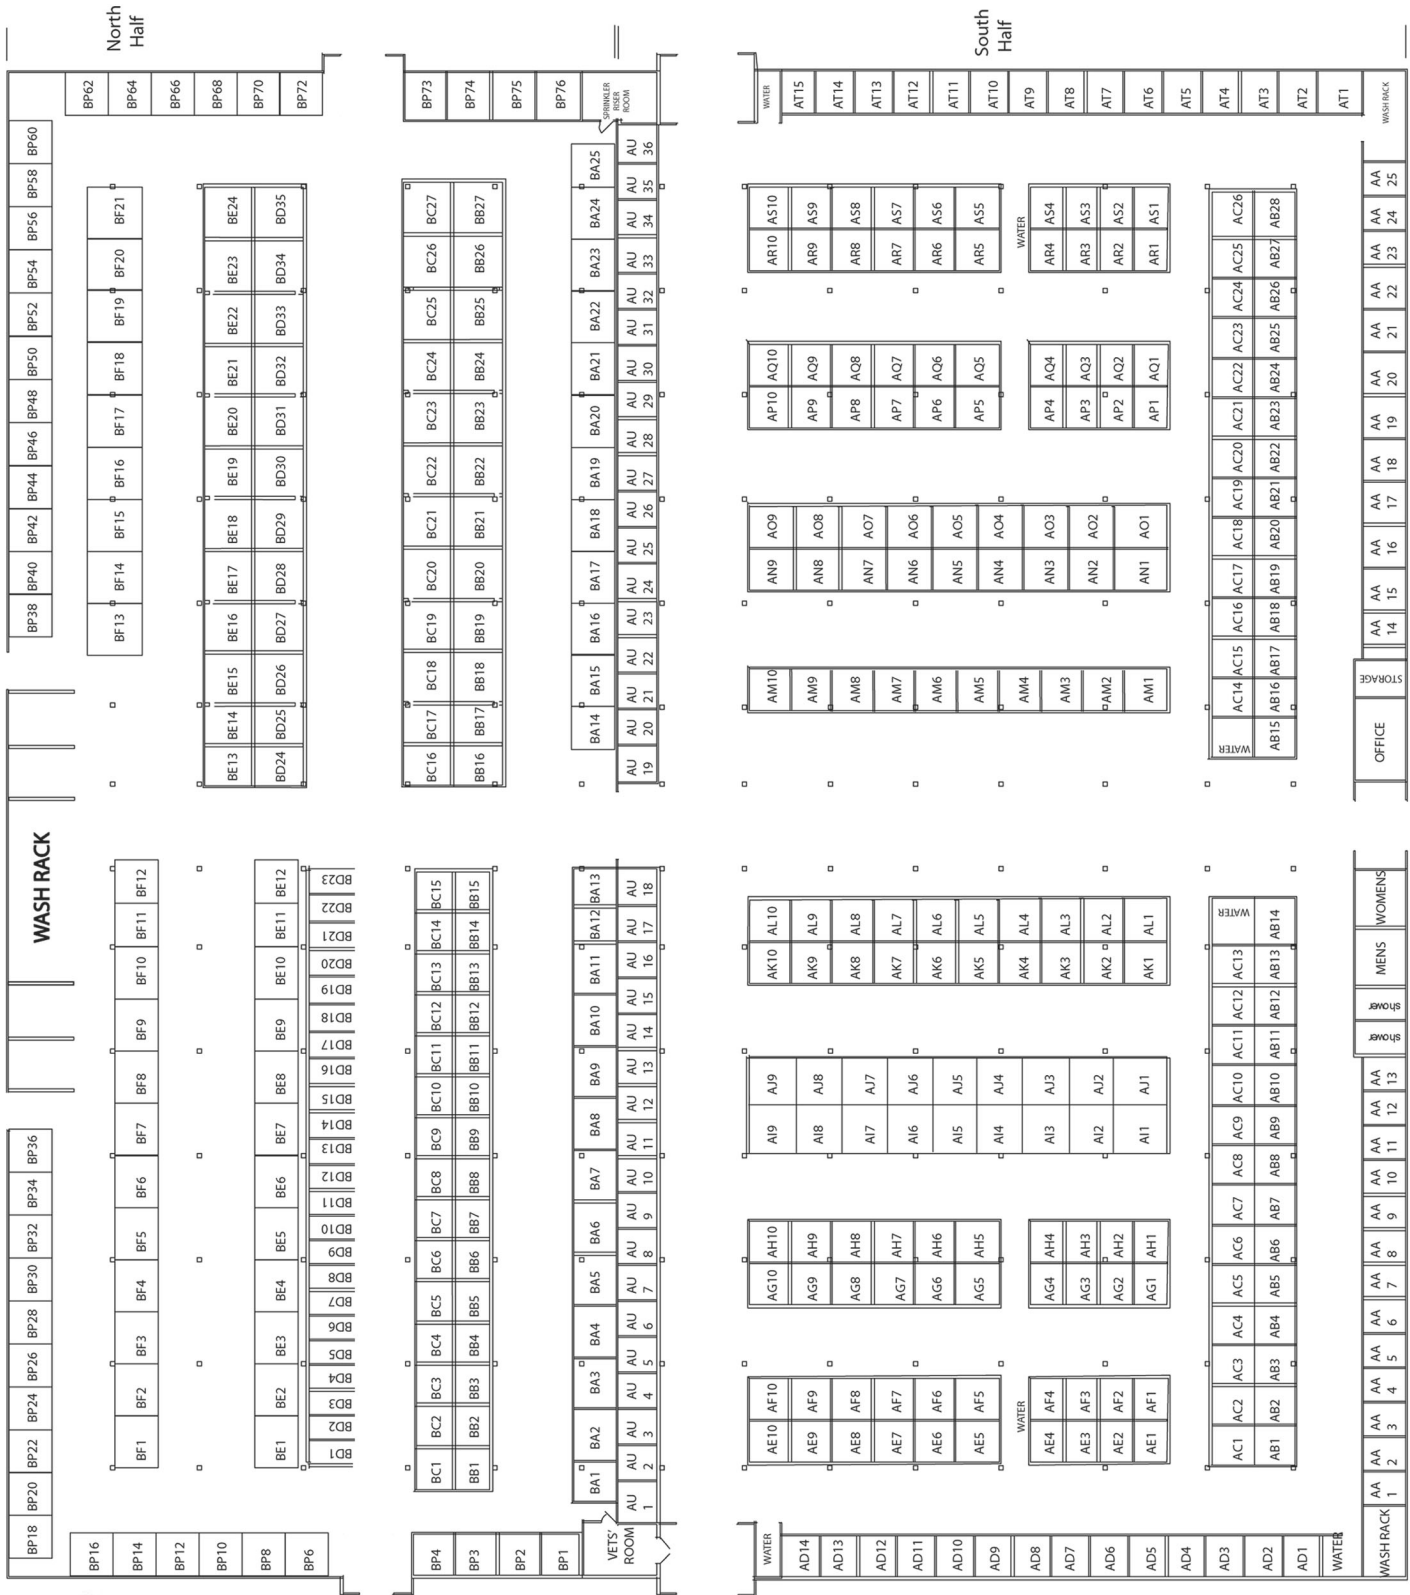 BP18 BP20 BP22 BP24 BP26 BP28 BP30 BP32 BP34 BP36 WASH RACK BP38 BP40 BP42 BP44 BP46 BP48 BP50 BP52 BP54 BP56 BP58 BP60
BP16 BP62
BP14 BF1 BF2 BF3 BF4 BF5 BF6 BF7 BF8 BF9 BF10 BF11 BF12 BF13 BF14 BF15 BF16 BF17 BF18 BF19 BF20 BF21 BP64
North
Half
BP12 BP66
BP10 BE13 BE14 BE15 BE16 BE17 BE18 BE19 BE20 BE21 BE22 BE23 BE24 BP68
BP8 BE1 BE2 BE3 BE4 BE5 BE6 BE7 BE8 BE9 BE10 BE11 BE12 BD24 BD25 BD26 BD27 BD28 BD29 BD30 BD31 BD32 BD33 BD34 BD35 BP70
BP6 BP72
BD1 BD2 BD3 BD4 BD5 BD6 BD7 BD8 BD9 BD10 BD11 BD12 BD13 BD14 BD15 BD16 BD17 BD18 BD19 BD20 BD21 BD22 BD23
BP4 BC1 BC2 BC3 BC4 BC5 BC6 BC7 BC8 BC9 BC10 BC11 BC12 BC13 BC14 BC15 BC16 BC17 BC18 BC19 BC20 BC21 BC22 BC23 BC24 BC25 BC26 BC27 BP73
BP3 BB1 BB2 BB3 BB4 BB5 BB6 BB7 BB8 BB9 BB10 BB11 BB12 BB13 BB14 BB15 BB16 BB17 BB18 BB19 BB20 BB21 BB22 BB23 BB24 BB25 BB26 BB27 BP74
BP2 BP75
BP1 BP76
BA1 BA2 BA3 BA4 BA5 BA6 BA7 BA8 BA9 BA10 BA11 BA12 BA13 BA14 BA15 BA16 BA17 BA18 BA19 BA20 BA21 BA22 BA23 BA24 BA25
VETS'
ROOM
SPRINKLER
RISER
ROOM
AU AU AU AU AU AU AU AU AU AU AU AU AU AU AU AU AU AU AU AU AU AU AU AU AU AU AU AU AU AU AU AU AU AU AU AU
1 2 3 4 5 6 7 8 9 10 11 12 13 14 15 16 17 18 19 20 21 22 23 24 25 26 27 28 29 30 31 32 33 34 35 36
WATER AE10 AF10 AG10 AH10 AI9 AJ9 AK10 AL10 AM10 AN9 AO9 AP10 AQ10 AR10 AS10 WATER
AD14 AE9 AF9 AG9 AH9 AI8 AJ8 AK9 AL9 AM9 AN8 AO8 AP9 AQ9 AR9 AS9 AT15
AD13 AE8 AF8 AG8 AH8 AI7 AJ7 AK8 AL8 AM8 AN7 AO7 AP8 AQ8 AR8 AS8 AT14
AD12 AE7 AF7 AG7 AH7 AI6 AJ6 AK7 AL7 AM7 AN6 AO6 AP7 AQ7 AR7 AS7 AT13
AD11 AE6 AF6 AG6 AH6 AI5 AJ5 AK6 AL6 AM6 AN5 AO5 AP6 AQ6 AR6 AS6 AT12
AD10 AE5 AF5 AG5 AH5 AI4 AJ4 AK5 AL5 AM5 AN4 AO4 AP5 AQ5 AR5 AS5 AT11
AD9 AT10
South
Half
WATER WATER
AD8 AE4 AF4 AG4 AH4 AI3 AJ3 AK4 AL4 AM4 AN3 AO3 AP4 AQ4 AR4 AS4 AT9
AD7 AE3 AF3 AG3 AH3 AI2 AJ2 AK3 AL3 AM3 AN2 AO2 AP3 AQ3 AR3 AS3 AT8
AD6 AE2 AF2 AG2 AH2 AK2 AL2 AM2 AP2 AQ2 AR2 AS2 AT7
AD5 AE1 AF1 AG1 AH1 AI1 AJ1 AK1 AL1 AM1 AN1 AO1 AP1 AQ1 AR1 AS1 AT6
AD4 AT5
AD3 AC1 AC2 AC3 AC4 AC5 AC6 AC7 AC8 AC9 AC10 AC11 AC12 AC13 WATER WATER AC14 AC15 AC16 AC17 AC18 AC19 AC20 AC21 AC22 AC23 AC24 AC25 AC26 AT4
AD2 AB1 AB2 AB3 AB4 AB5 AB6 AB7 AB8 AB9 AB10 AB11 AB12 AB13 AB14 AB15 AB16 AB17 AB18 AB19 AB20 AB21 AB22 AB23 AB24 AB25 AB26 AB27 AB28 AT3
AD1 AT2
WATER AT1
WASH RACK
AA AA AA AA AA AA AA AA AA AA AA AA AA
1 2 3 4 5 6 7 8 9 10 11 12 13
shower shower MENS WOMENS OFFICE STORAGE
AA AA AA AA AA AA AA AA AA AA AA AA
14 15 16 17 18 19 20 21 22 23 24 25
WASH RACK